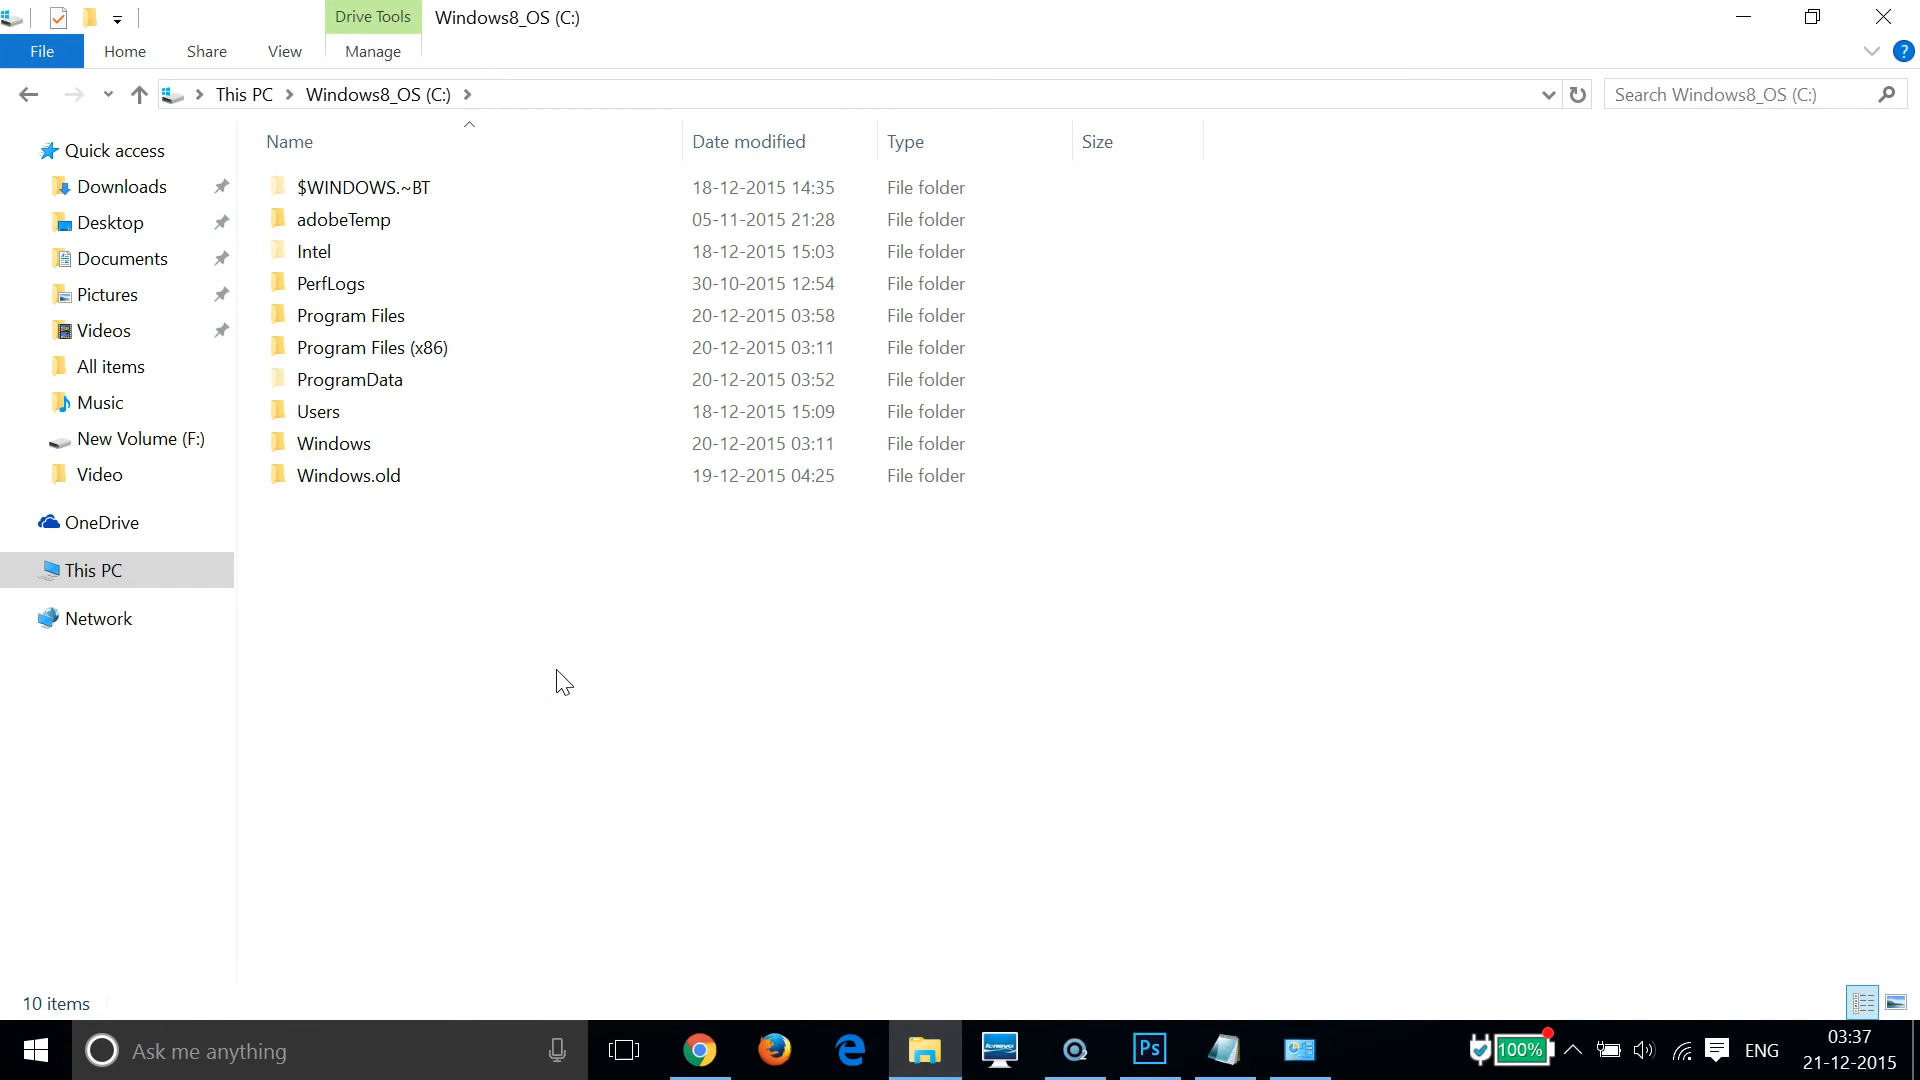 Drive Tools
Windows8_OS (C:)
File
Home
Share
View
Manage
?
This PC
Windows8_OS (C:)
Search Windows8_OS (C:)
Name
Date modified
Type
Size
Quick access
Downloads
Desktop
Documents
Pictures
Videos
All items
Music
New Volume (F:)
Video
OneDrive
This PC
Network
$WINDOWS.~BT 18-12-2015 14:35 File folder
adobeTemp 05-11-2015 21:28 File folder
Intel 18-12-2015 15:03 File folder
PerfLogs 30-10-2015 12:54 File folder
Program Files 20-12-2015 03:58 File folder
Program Files (x86) 20-12-2015 03:11 File folder
ProgramData 20-12-2015 03:52 File folder
Users 18-12-2015 15:09 File folder
Windows 20-12-2015 03:11 File folder
Windows.old 19-12-2015 04:25 File folder
10 items
Ask me anything
lenovo
Ps
100%
ENG
03:37
21-12-2015